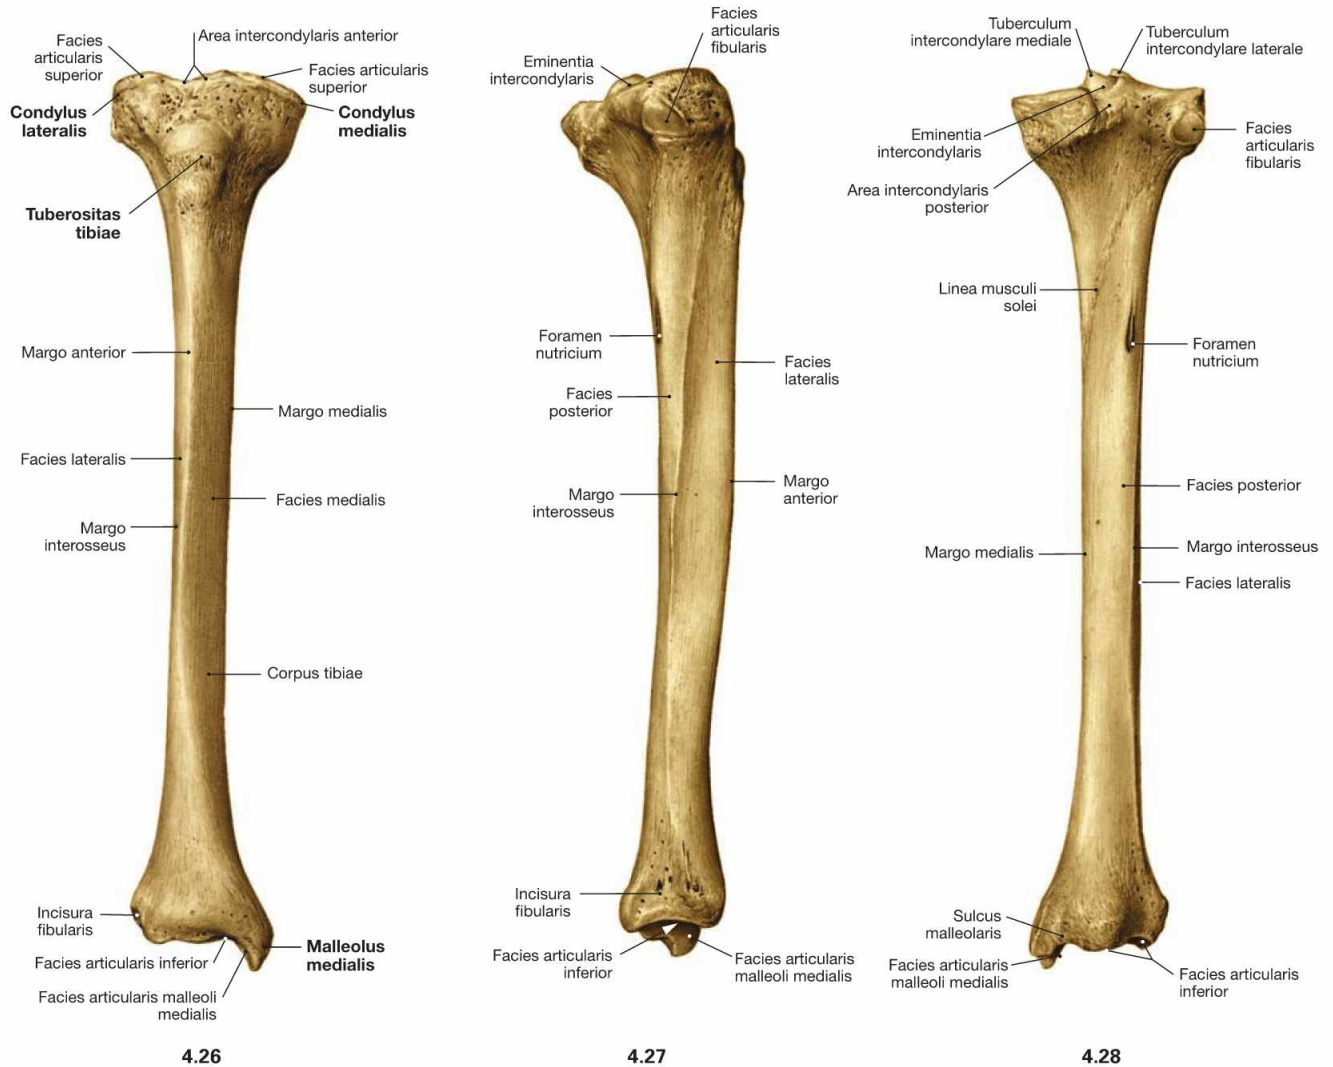 Facies
articularis
superior
Area intercondylaris anterior
Facies articularis
superior
Condylus
lateralis
Condylus
medialis
Tuberositas
tibiae
Margo anterior
Margo medialis
Facies lateralis
Facies medialis
Margo
interosseus
Corpus tibiae
Incisura
fibularis
Malleolus
medialis
Facies articularis inferior
Facies articularis malleoli
medialis
4.26
Facies
articularis
fibularis
Eminentia
intercondylaris
Foramen
nutricium
Facies
lateralis
Facies
posterior
Margo
interosseus
Margo
anterior
Incisura
fibularis
Facies articularis
inferior
Facies articularis
malleoli medialis
4.27
Tuberculum
intercondylare mediale
Tuberculum
intercondylare laterale
Eminentia
intercondylaris
Facies
articularis
fibularis
Area intercondylaris
posterior
Linea musculi
solei
Foramen
nutricium
Facies posterior
Margo medialis
Margo interosseus
Facies lateralis
Sulcus
malleolaris
Facies articularis
malleoli medialis
Facies articularis
inferior
4.28